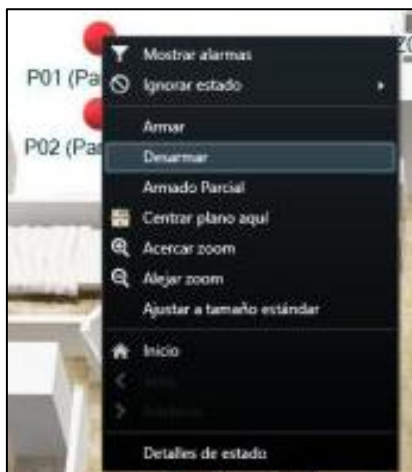 Mostrar alarmas
P01 (Pa
Ignorar estado
Armar
Desarmar
P02 (Par
Armado Parcial
Centrar plano aquí
Acercar zoom
Alejar zoom
Ajustar a tamaño estándar
Inicio
Detalles de estado